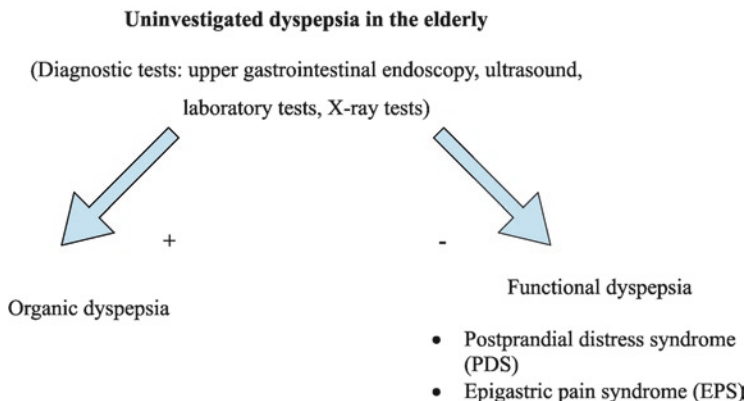 Uninvestigated dyspepsia in the elderly
(Diagnostic tests: upper gastrointestinal endoscopy, ultrasound,
laboratory tests, X-ray tests)
+
-
Organic dyspepsia
Functional dyspepsia
• Postprandial distress syndrome
(PDS)
• Epigastric pain syndrome (EPS)